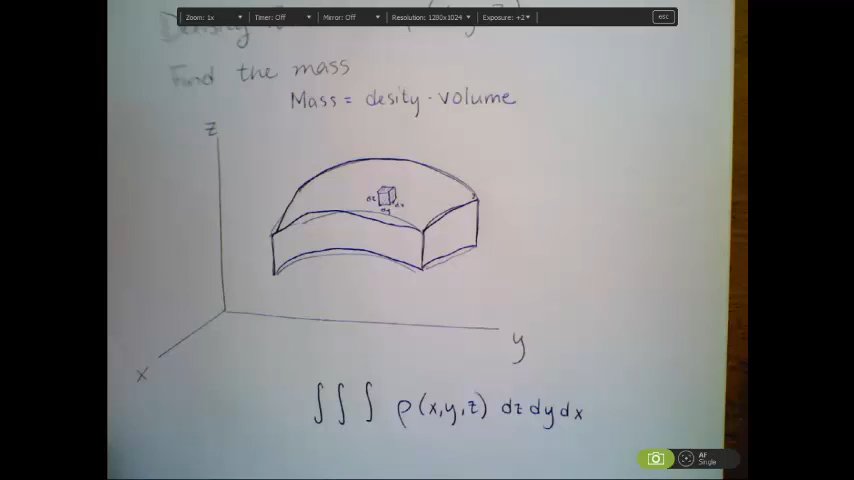 Zoom: 1x Timer: Off Mirror: Off Resolution: 1280x1024 Exposure: +2 esc
Density
Find the mass
Mass = desity · volume
z
dz dx
dy
y
x
∫∫∫ ρ(x,y,z) dz dy dx
AF
Single